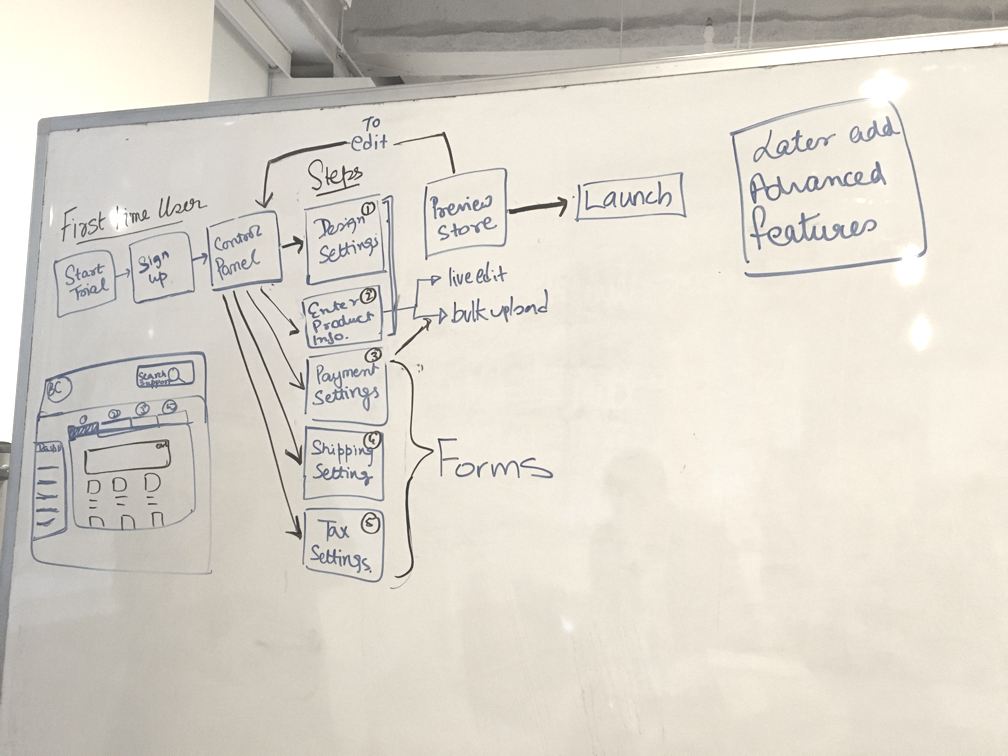 To
edit
Steps
First time User
Start
Trial
Sign
up
Control
Panel
1
Design
Settings
2
Enter
Product
Info.
3
Payment
Settings
4
Shipping
Setting
5
Tax
Settings
Preview
Store
Launch
live edit
bulk upload
Forms
Later add
Advanced
features
BC
Search
Support
1 2 3 5